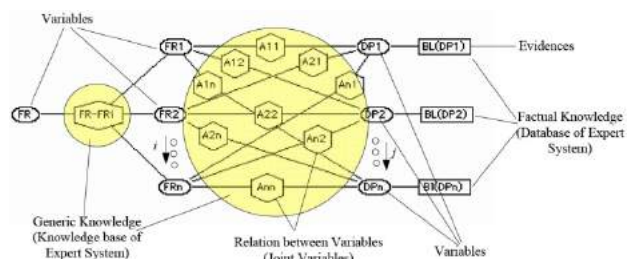 Variables
FR1
A11
DP1
BL(DP1)
Evidences
A12
A21
A1n
An1
FR
FR-FRi
FR2
A22
DP2
BL(DP2)
Factual Knowledge
(Database of Expert
System)
A2n
An2
i
j
FRn
Ann
DPn
Bl(DPn)
Generic Knowledge
(Knowledge base of
Expert System)
Relation between Variables
(Joint Variables)
Variables